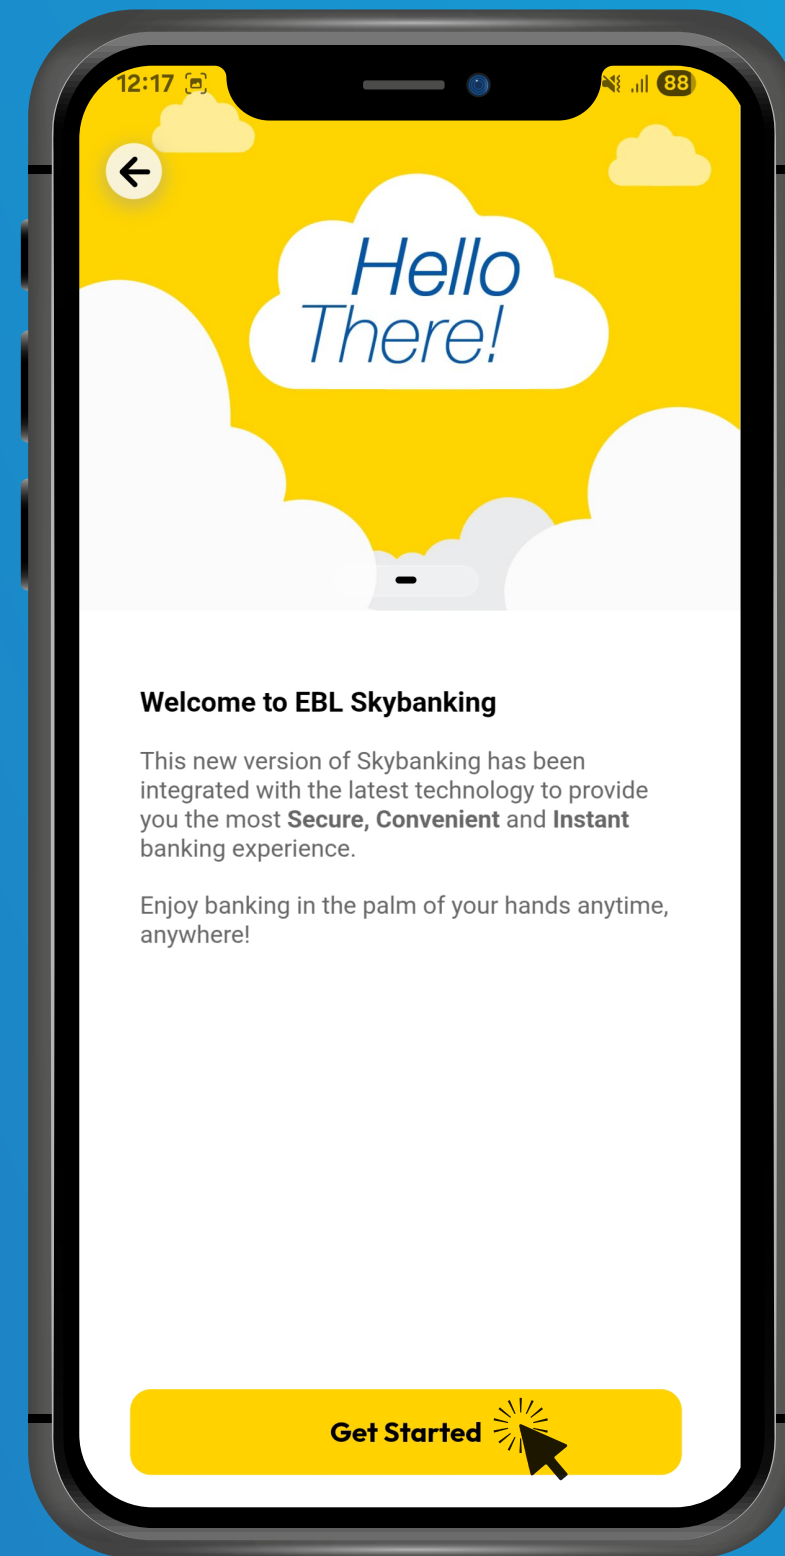 12:17
88
Hello
There!
Welcome to EBL Skybanking
This new version of Skybanking has been
integrated with the latest technology to provide
you the most Secure, Convenient and Instant
banking experience.
Enjoy banking in the palm of your hands anytime,
anywhere!
Get Started